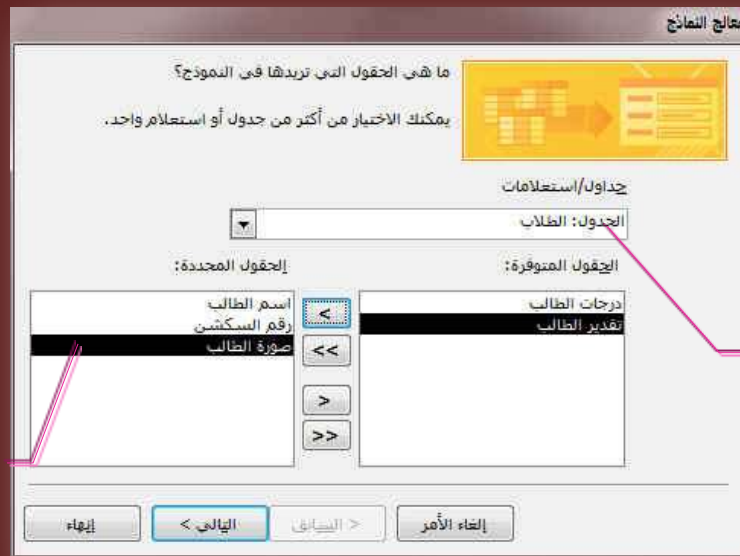 معالج النماذج
ما هي الحقول التي تريدها في النموذج؟
يمكنك الاختيار من أكثر من جدول أو استعلام واحد.
جداول/استعلامات
الجدول: الطلاب
الحقول المتوفرة:
الحقول المحددة:
درجات الطالب
تقدير الطالب
اسم الطالب
رقم السكشن
صورة الطالب
<
<<
>
>>
إلغاء الأمر
< السابق
التالي >
إنهاء